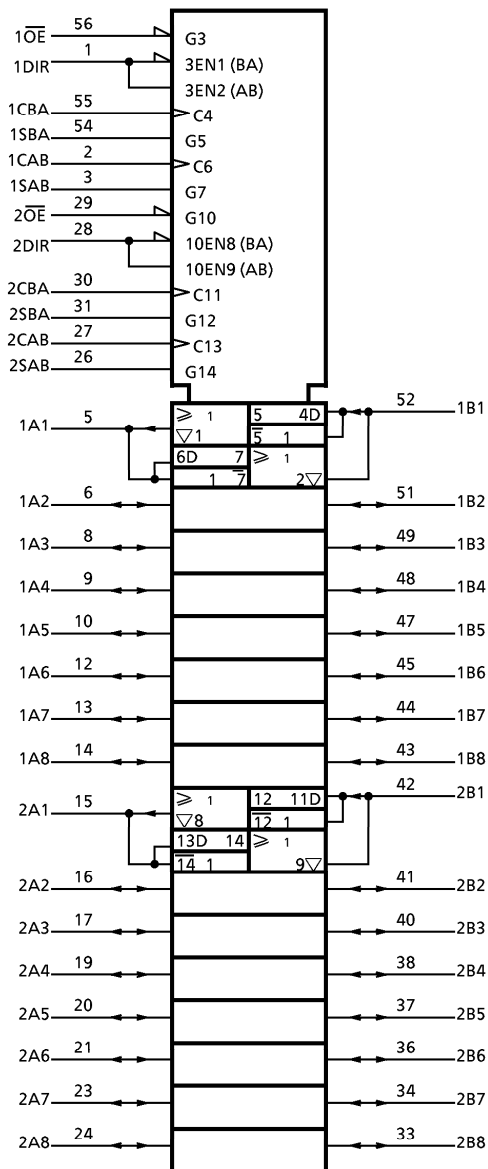 1O̅E̅ 56 G3
1DIR 1 3EN1 (BA)
3EN2 (AB)
1CBA 55 C4
1SBA 54 G5
1CAB 2 C6
1SAB 3 G7
2O̅E̅ 29 G10
2DIR 28 10EN8 (BA)
10EN9 (AB)
2CBA 30 C11
2SBA 31 G12
2CAB 27 C13
2SAB 26 G14
1A1 5 ⩾ 1 5 4D 52 1B1
▽1 5̅ 1
6D 7 ⩾ 1
1 7̅ 2▽
1A2 6 51 1B2
1A3 8 49 1B3
1A4 9 48 1B4
1A5 10 47 1B5
1A6 12 45 1B6
1A7 13 44 1B7
1A8 14 43 1B8
2A1 15 ⩾ 1 12 11D 42 2B1
▽8 1̅2̅ 1
13D 14 ⩾ 1
1̅4̅ 1 9▽
2A2 16 41 2B2
2A3 17 40 2B3
2A4 19 38 2B4
2A5 20 37 2B5
2A6 21 36 2B6
2A7 23 34 2B7
2A8 24 33 2B8